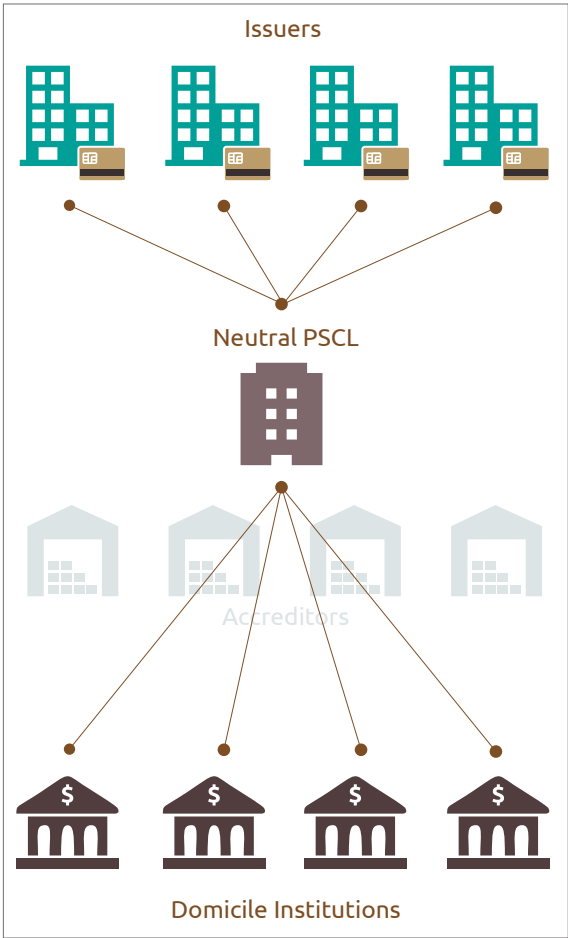 Issuers
Neutral PSCL
Accreditors
$ $ $ $
Domicile Institutions